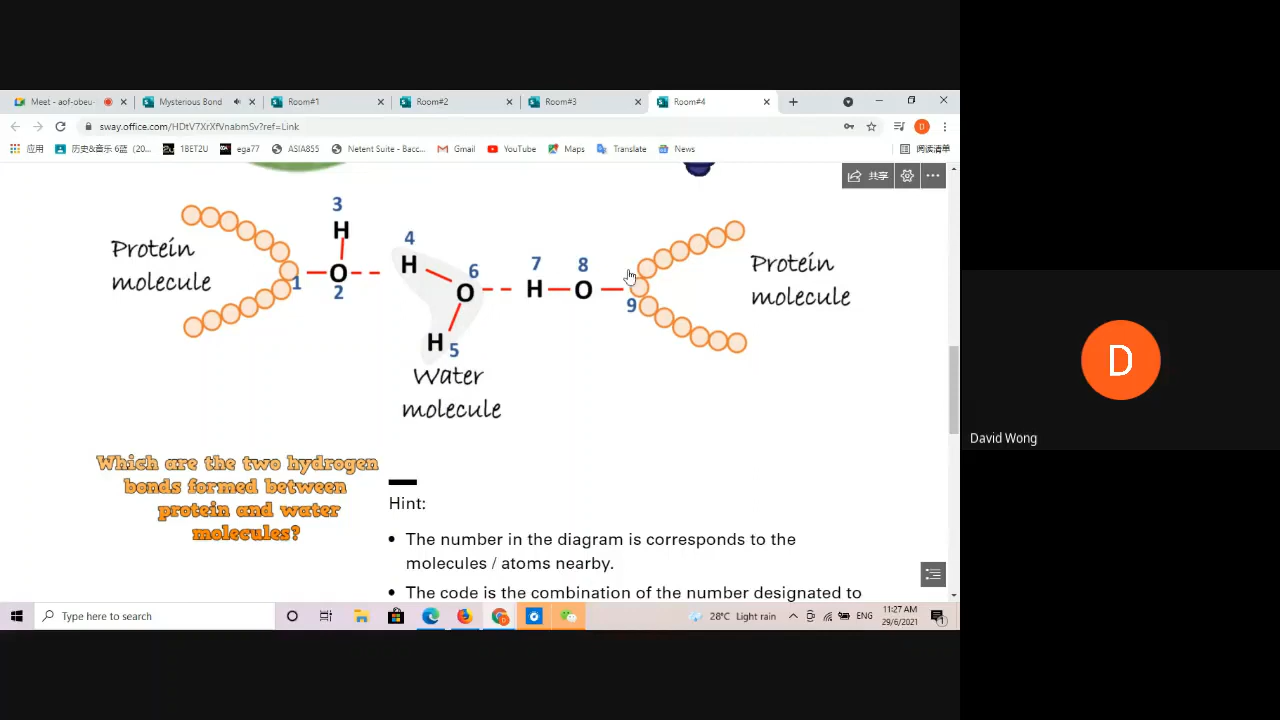 Meet - aof-obeu-
Mysterious Bond
Room#1
Room#2
Room#3
Room#4
sway.office.com/HDtV7XrXfVnabmSv?ref=Link
应用
历史&音乐 6蓝 (20...
18ET2U
ega77
ASIA855
Netent Suite - Bacc...
Gmail
YouTube
Maps
Translate
News
阅读清单
共享
3
H
4
H
6
7
8
Protein
molecule
1
O
2
O
H
O
9
Protein
molecule
H
5
Water
molecule
Which are the two hydrogen
bonds formed between
protein and water
molecules?
Hint:
• The number in the diagram is corresponds to the
molecules / atoms nearby.
• The code is the combination of the number designated to
D
David Wong
Type here to search
28°C Light rain
ENG
11:27 AM
29/6/2021
1